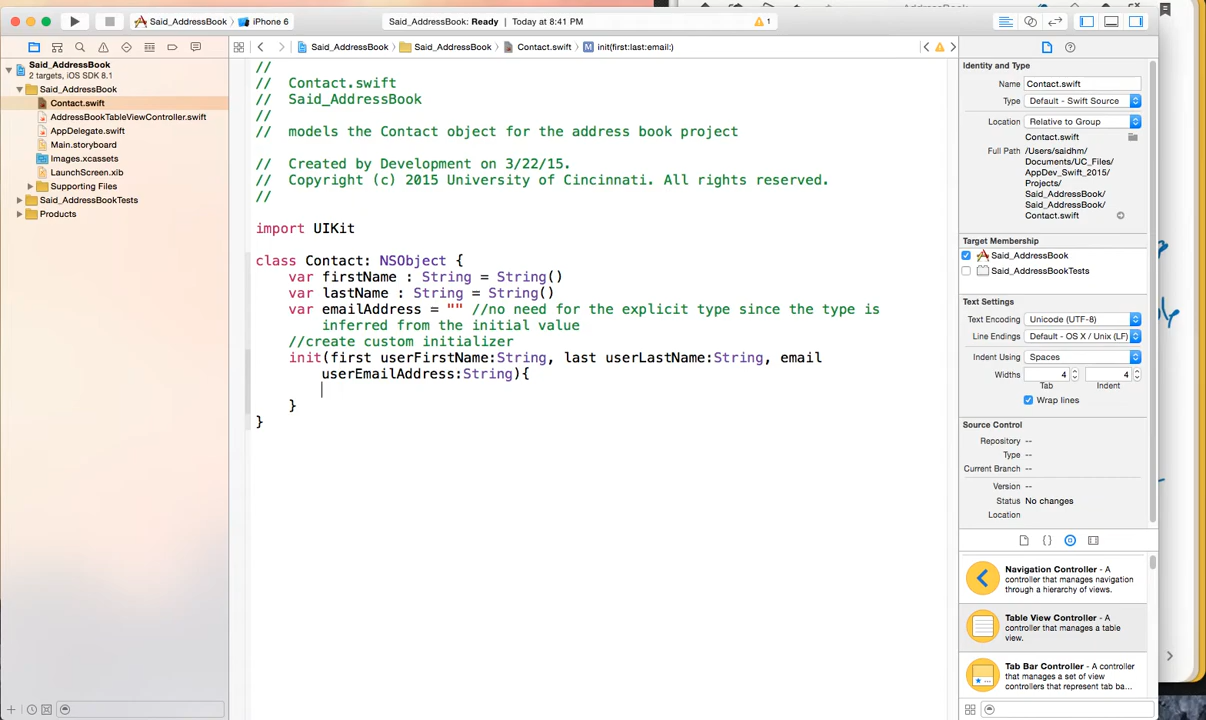 Said_AddressBook
iPhone 6
Said_AddressBook: Ready
Today at 8:41 PM
1
Said_AddressBook
2 targets, iOS SDK 8.1
Said_AddressBook
Contact.swift
AddressBookTableViewController.swift
AppDelegate.swift
Main.storyboard
Images.xcassets
LaunchScreen.xib
Supporting Files
Said_AddressBookTests
Products
Said_AddressBook
Said_AddressBook
Contact.swift
M
init(first:last:email:)
//
// Contact.swift
// Said_AddressBook
//
// models the Contact object for the address book project
// Created by Development on 3/22/15.
// Copyright (c) 2015 University of Cincinnati. All rights reserved.
//
import UIKit
class Contact: NSObject {
var firstName : String = String()
var lastName : String = String()
var emailAddress = "" //no need for the explicit type since the type is
inferred from the initial value
//create custom initializer
init(first userFirstName:String, last userLastName:String, email
userEmailAddress:String){
}
}
Identity and Type
Name
Contact.swift
Type
Default - Swift Source
Location
Relative to Group
Contact.swift
Full Path
/Users/saidhm/
Documents/UC_Files/
AppDev_Swift_2015/
Projects/
Said_AddressBook/
Said_AddressBook/
Contact.swift
Target Membership
Said_AddressBook
Said_AddressBookTests
Text Settings
Text Encoding
Unicode (UTF-8)
Line Endings
Default - OS X / Unix (LF)
Indent Using
Spaces
Widths
4
4
Tab
Indent
Wrap lines
Source Control
Repository --
Type --
Current Branch --
Version --
Status No changes
Location
Navigation Controller - A
controller that manages navigation
through a hierarchy of views.
Table View Controller - A
controller that manages a table
view.
Tab Bar Controller - A controller
that manages a set of view
controllers that represent tab ba...